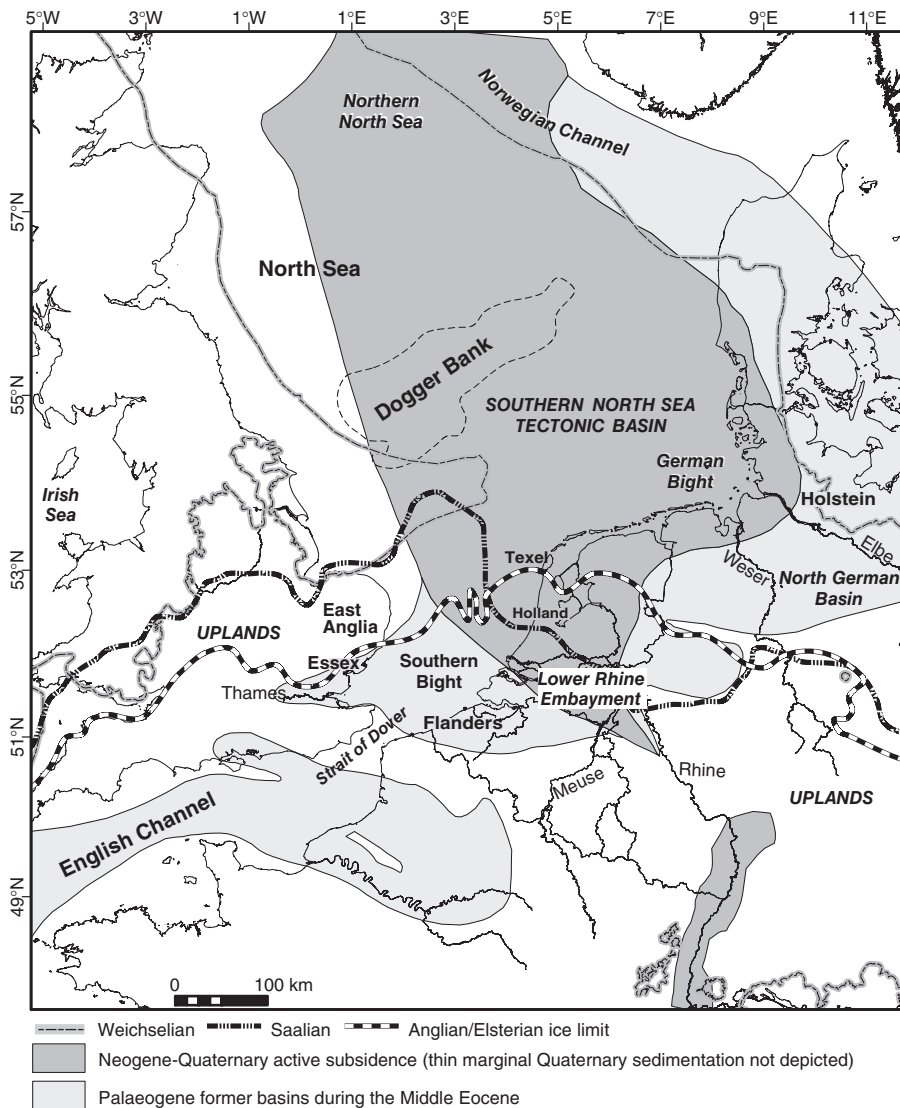 5°W 3°W 1°W 1°E 3°E 5°E 7°E 9°E 11°E
Northern
North Sea
Norwegian Channel
57°N
North Sea
Dogger Bank
55°N
SOUTHERN NORTH SEA
TECTONIC BASIN
German
Bight
Irish
Sea
Holstein
Elbe
53°N
Texel
Weser
North German
Basin
Holland
East
Anglia
UPLANDS
Essex
Southern
Bight
Lower Rhine
Embayment
Thames
Flanders
51°N
Strait of Dover
Meuse
Rhine
UPLANDS
English Channel
49°N
0 100 km
Weichselian Saalian Anglian/Elsterian ice limit
Neogene-Quaternary active subsidence (thin marginal Quaternary sedimentation not depicted)
Palaeogene former basins during the Middle Eocene